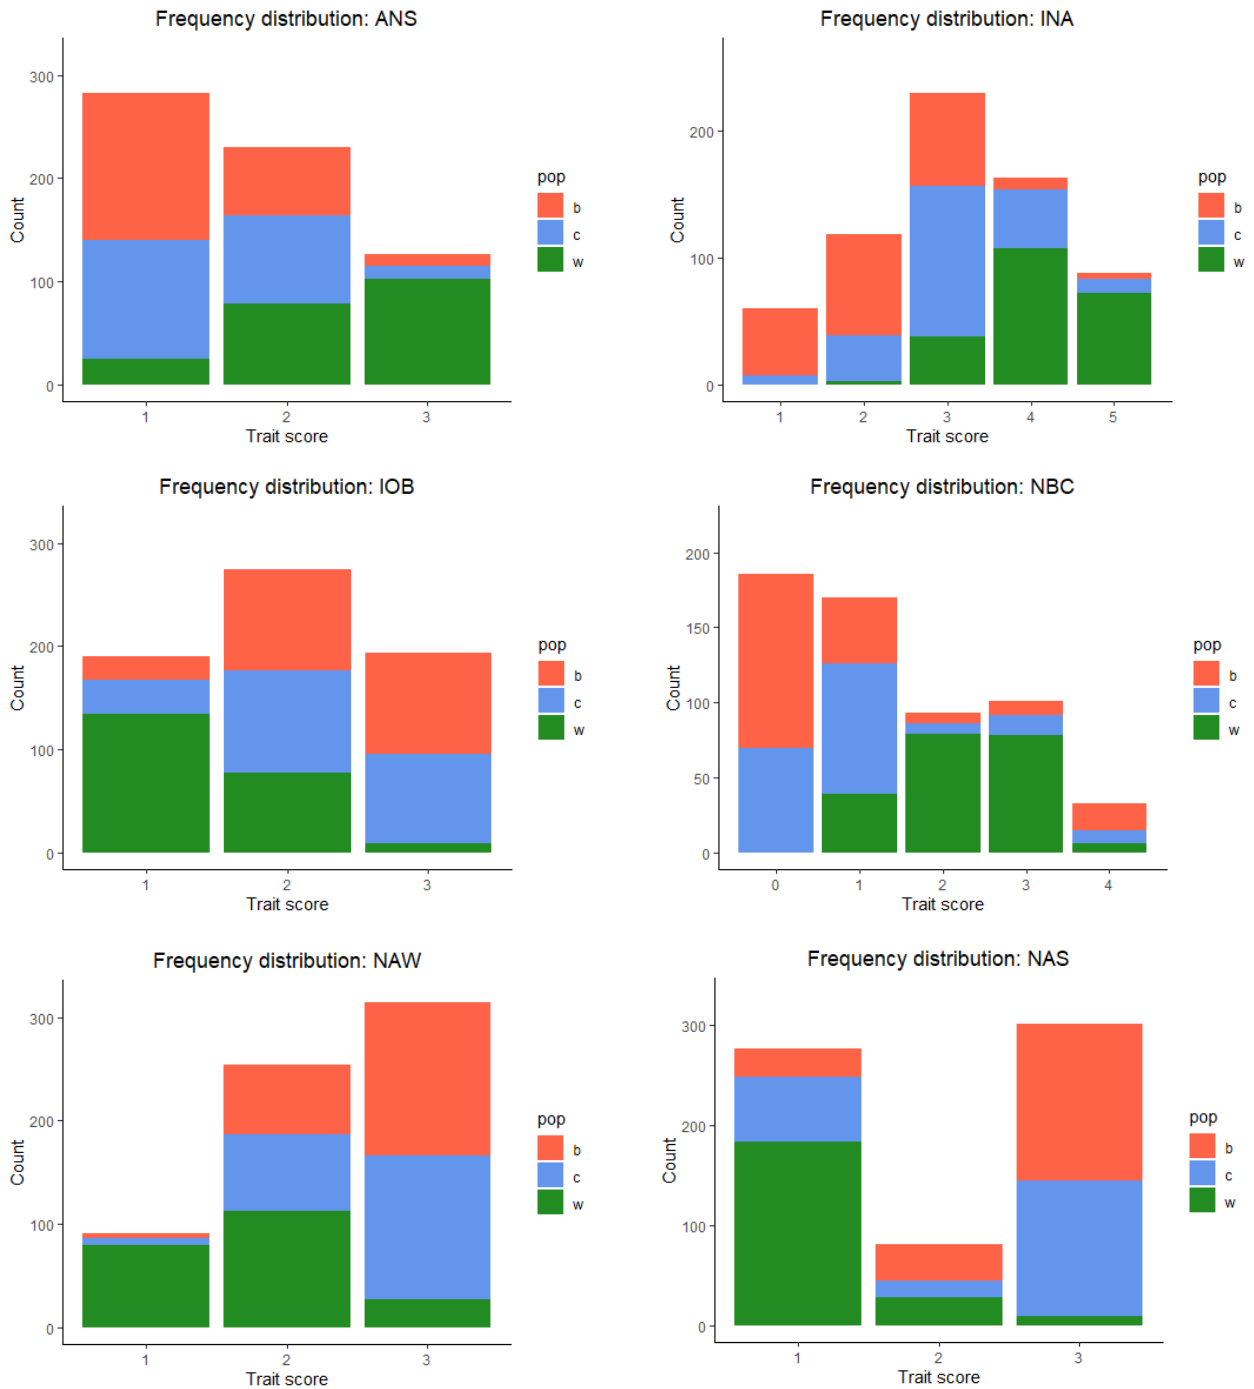 Frequency distribution: ANS
300
200
100
0
Count
1 2 3
Trait score
pop
b
c
w
Frequency distribution: INA
200
100
0
Count
1 2 3 4 5
Trait score
pop
b
c
w
Frequency distribution: IOB
300
200
100
0
Count
1 2 3
Trait score
pop
b
c
w
Frequency distribution: NBC
200
150
100
50
0
Count
0 1 2 3 4
Trait score
pop
b
c
w
Frequency distribution: NAW
300
200
100
0
Count
1 2 3
Trait score
pop
b
c
w
Frequency distribution: NAS
300
200
100
0
Count
1 2 3
Trait score
pop
b
c
w